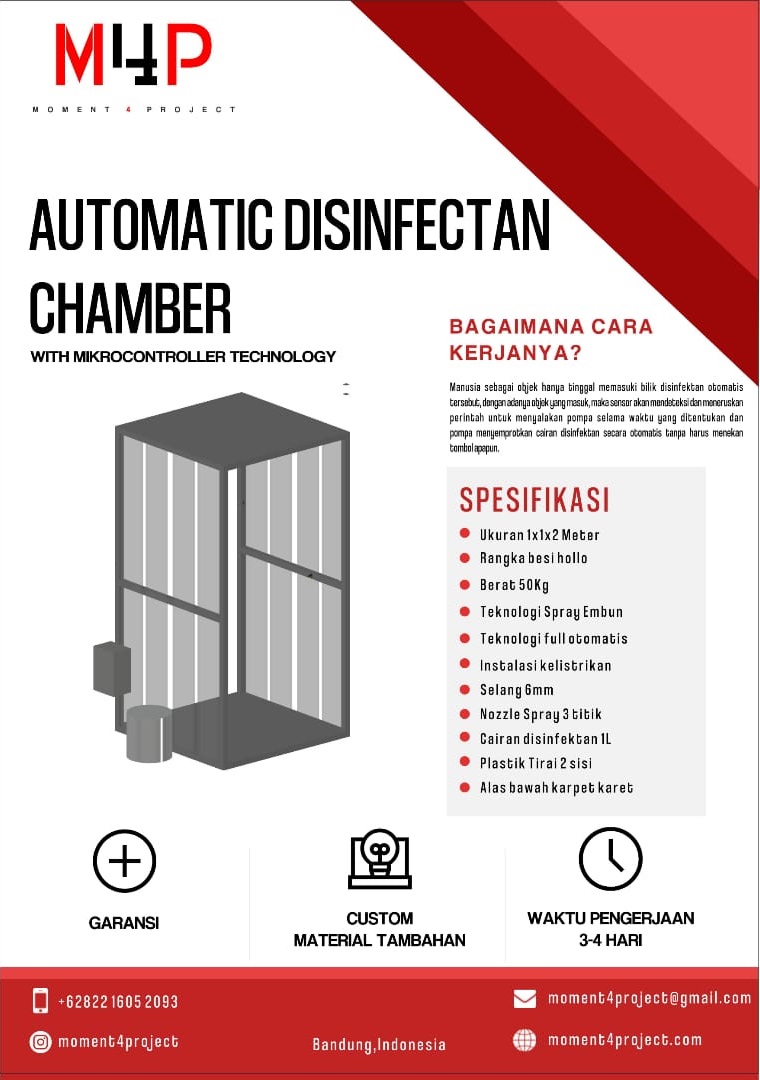 M4P
MOMENT 4 PROJECT
AUTOMATIC DISINFECTAN
CHAMBER
WITH MIKROCONTROLLER TECHNOLOGY
BAGAIMANA CARA
KERJANYA?
Manusia sebagai objek hanya tinggal memasuki bilik disinfektan otomatis
tersebut, dengan adanya objek yang masuk, maka sensor akan mendeteksi dan meneruskan
perintah untuk menyalakan pompa selama waktu yang ditentukan dan
pompa menyemprotkan cairan disinfektan secara otomatis tanpa harus menekan
tombol apapun.
SPESIFIKASI
Ukuran 1x1x2 Meter
Rangka besi hollo
Berat 50Kg
Teknologi Spray Embun
Teknologi full otomatis
Instalasi kelistrikan
Selang 6mm
Nozzle Spray 3 titik
Cairan disinfektan 1L
Plastik Tirai 2 sisi
Alas bawah karpet karet
GARANSI
CUSTOM
MATERIAL TAMBAHAN
WAKTU PENGERJAAN
3-4 HARI
+62822 1605 2093
moment4project
Bandung,Indonesia
moment4project@gmail.com
moment4project.com